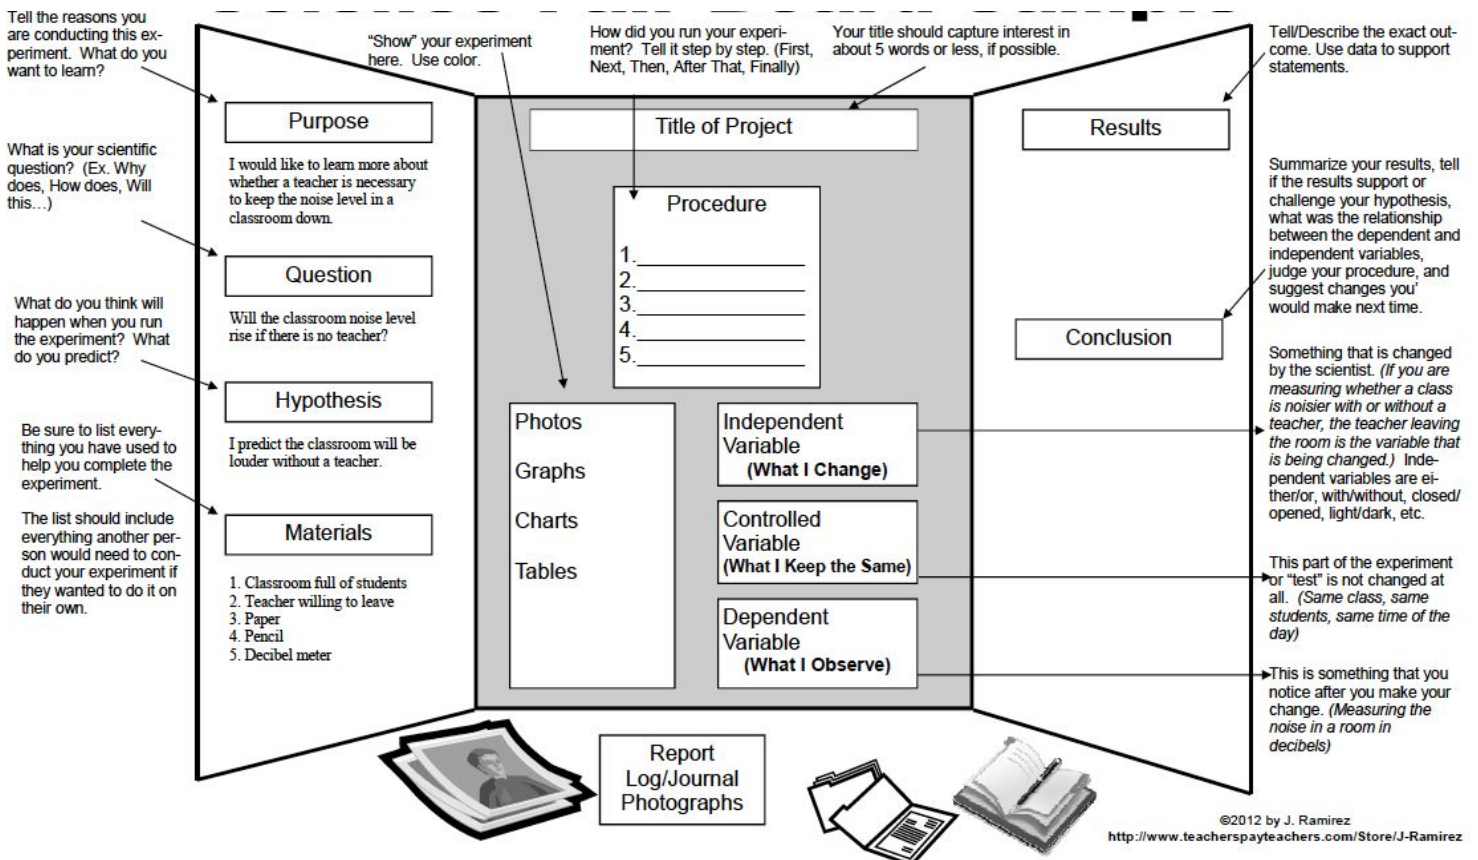 Tell the reasons you
are conducting this ex-
periment. What do you
want to learn?
What is your scientific
question? (Ex. Why
does, How does, Will
this…)
What do you think will
happen when you run
the experiment? What
do you predict?
Be sure to list every-
thing you have used to
help you complete the
experiment.
The list should include
everything another per-
son would need to con-
duct your experiment if
they wanted to do it on
their own.
“Show” your experiment
here. Use color.
How did you run your experi-
ment? Tell it step by step. (First,
Next, Then, After That, Finally)
Your title should capture interest in
about 5 words or less, if possible.
Purpose
I would like to learn more about
whether a teacher is necessary
to keep the noise level in a
classroom down.
Question
Will the classroom noise level
rise if there is no teacher?
Hypothesis
I predict the classroom will be
louder without a teacher.
Materials
1. Classroom full of students
2. Teacher willing to leave
3. Paper
4. Pencil
5. Decibel meter
Title of Project
Procedure
1.
2.
3.
4.
5.
Photos
Graphs
Charts
Tables
Independent
Variable
(What I Change)
Controlled
Variable
(What I Keep the Same)
Dependent
Variable
(What I Observe)
Results
Conclusion
Tell/Describe the exact out-
come. Use data to support
statements.
Summarize your results, tell
if the results support or
challenge your hypothesis,
what was the relationship
between the dependent and
independent variables,
judge your procedure, and
suggest changes you’
would make next time.
Something that is changed
by the scientist. (If you are
measuring whether a class
is noisier with or without a
teacher, the teacher leaving
the room is the variable that
is being changed.) Inde-
pendent variables are ei-
ther/or, with/without, closed/
opened, light/dark, etc.
This part of the experiment
or “test” is not changed at
all. (Same class, same
students, same time of the
day)
This is something that you
notice after you make your
change. (Measuring the
noise in a room in
decibels)
Report
Log/Journal
Photographs
©2012 by J. Ramirez
http://www.teacherspayteachers.com/Store/J-Ramirez